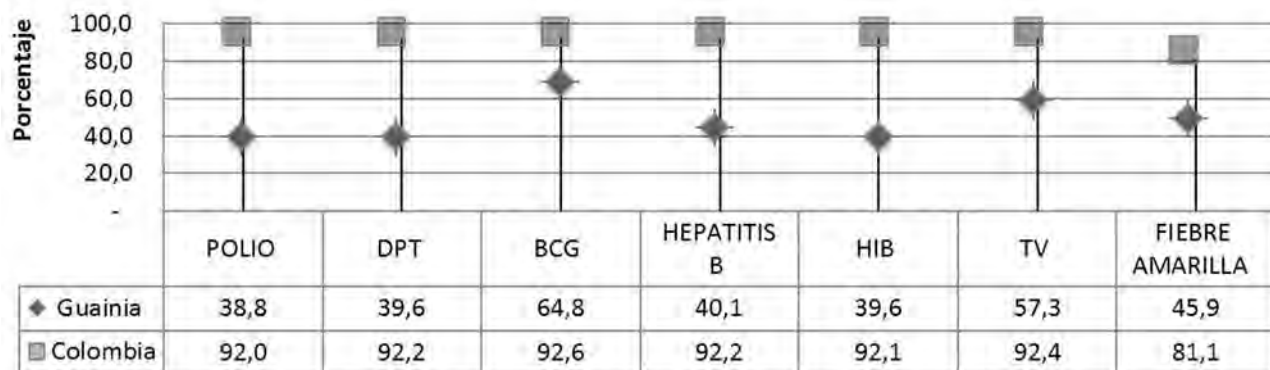 Porcentaje
100,0
80,0
60,0
40,0
20,0
-
POLIO DPT BCG HEPATITIS B HIB TV FIEBRE AMARILLA
Guainia 38,8 39,6 64,8 40,1 39,6 57,3 45,9
Colombia 92,0 92,2 92,6 92,2 92,1 92,4 81,1